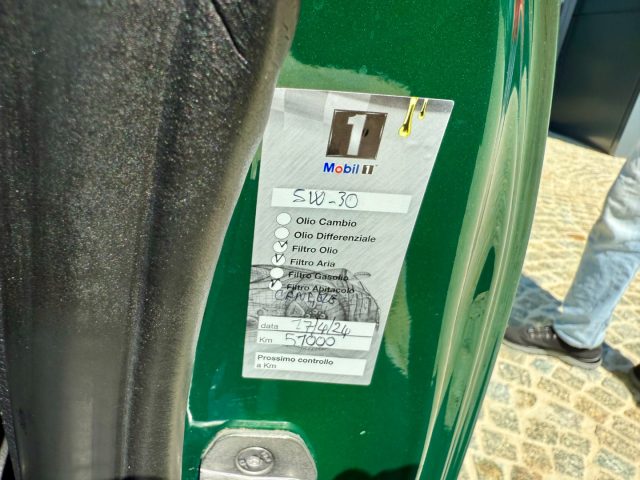 1
Mobil 1
5W-30
Olio Cambio
Olio Differenziale
Filtro Olio
Filtro Aria
Filtro Gasolio
Filtro Abitacolo
data 17/4/24
Km 51000
Prossimo controllo
a Km